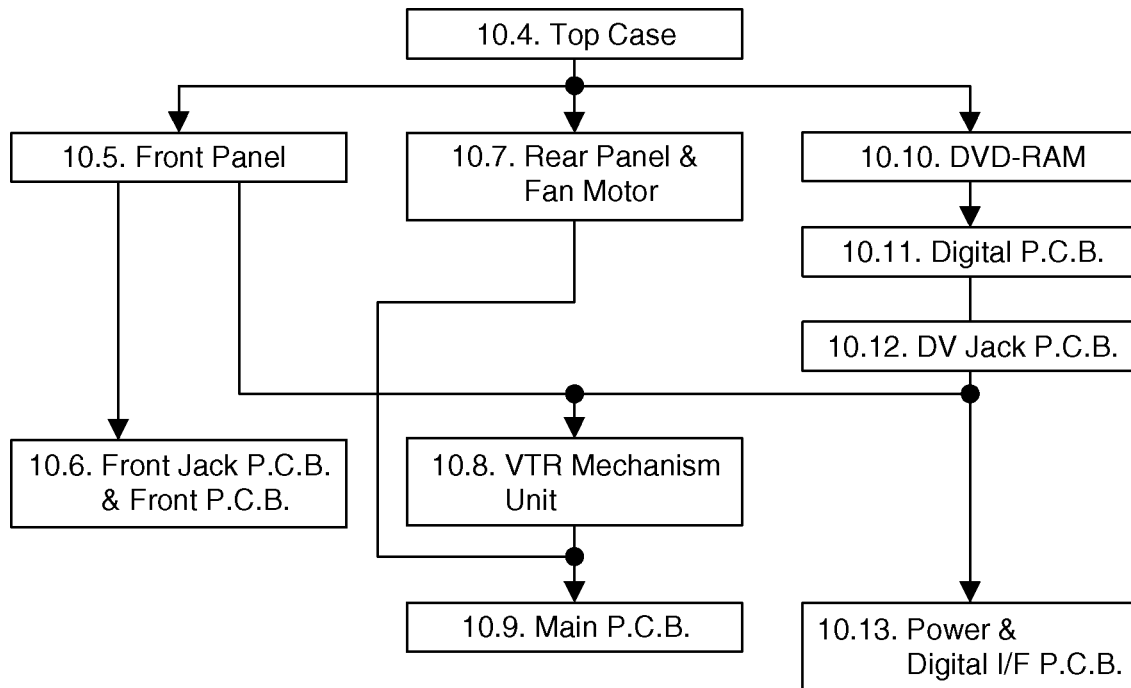 10.4. Top Case
10.5. Front Panel
10.7. Rear Panel &
Fan Motor
10.10. DVD-RAM
10.11. Digital P.C.B.
10.12. DV Jack P.C.B.
10.6. Front Jack P.C.B.
& Front P.C.B.
10.8. VTR Mechanism
Unit
10.9. Main P.C.B.
10.13. Power &
Digital I/F P.C.B.